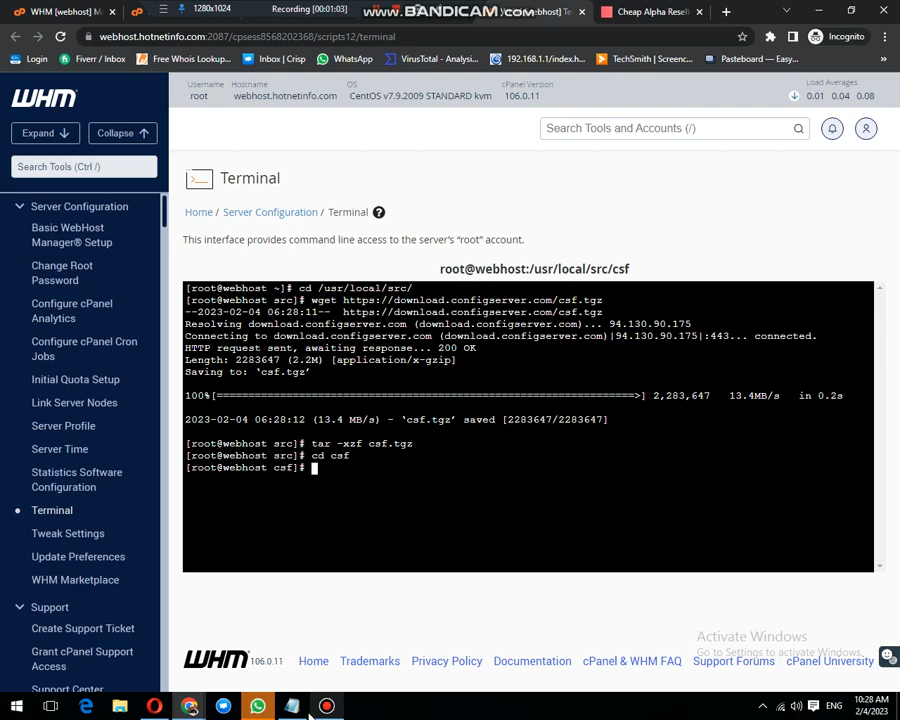 WHM [webhost] M
1280x1024
Recording [00:01:03]
WWW.BANDICAM.COM
Te
Cheap Alpha Rese
webhost.hotnetinfo.com:2087/cpsess8568202368/scripts12/terminal
Incognito
Login
Fiverr / Inbox
Free Whois Lookup...
Inbox | Crisp
WhatsApp
VirusTotal - Analysi...
192.168.1.1/index.h...
TechSmith | Screenc...
Pasteboard — Easy...
»
WHM
Expand
Collapse
Search Tools (Ctrl /)
Server Configuration
Basic WebHost
Manager® Setup
Change Root
Password
Configure cPanel
Analytics
Configure cPanel Cron
Jobs
Initial Quota Setup
Link Server Nodes
Server Profile
Server Time
Statistics Software
Configuration
Terminal
Tweak Settings
Update Preferences
WHM Marketplace
Support
Create Support Ticket
Grant cPanel Support
Access
Support Center
Username
root
Hostname
webhost.hotnetinfo.com
OS
CentOS v7.9.2009 STANDARD kvm
cPanel Version
106.0.11
Load Averages
0.01 0.04 0.08
Search Tools and Accounts (/)
Terminal
Home / Server Configuration / Terminal
This interface provides command line access to the server's “root” account.
root@webhost:/usr/local/src/csf
[root@webhost ~]# cd /usr/local/src/
[root@webhost src]# wget https://download.configserver.com/csf.tgz
--2023-02-04 06:28:11-- https://download.configserver.com/csf.tgz
Resolving download.configserver.com (download.configserver.com)... 94.130.90.175
Connecting to download.configserver.com (download.configserver.com)|94.130.90.175|:443... connected.
HTTP request sent, awaiting response... 200 OK
Length: 2283647 (2.2M) [application/x-gzip]
Saving to: ‘csf.tgz’
100%[======================================================>] 2,283,647 13.4MB/s in 0.2s
2023-02-04 06:28:12 (13.4 MB/s) - ‘csf.tgz’ saved [2283647/2283647]
[root@webhost src]# tar -xzf csf.tgz
[root@webhost src]# cd csf
[root@webhost csf]#
WHM 106.0.11
Home
Trademarks
Privacy Policy
Documentation
cPanel & WHM FAQ
Support Forums
cPanel University
Activate Windows
Go to Settings to activate Windows.
ENG
10:28 AM
2/4/2023